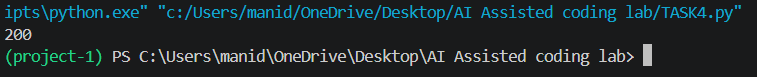 ipts\python.exe" "c:/Users/manid/OneDrive/Desktop/AI Assisted coding lab/TASK4.py"
200
(project-1) PS C:\Users\manid\OneDrive\Desktop\AI Assisted coding lab>